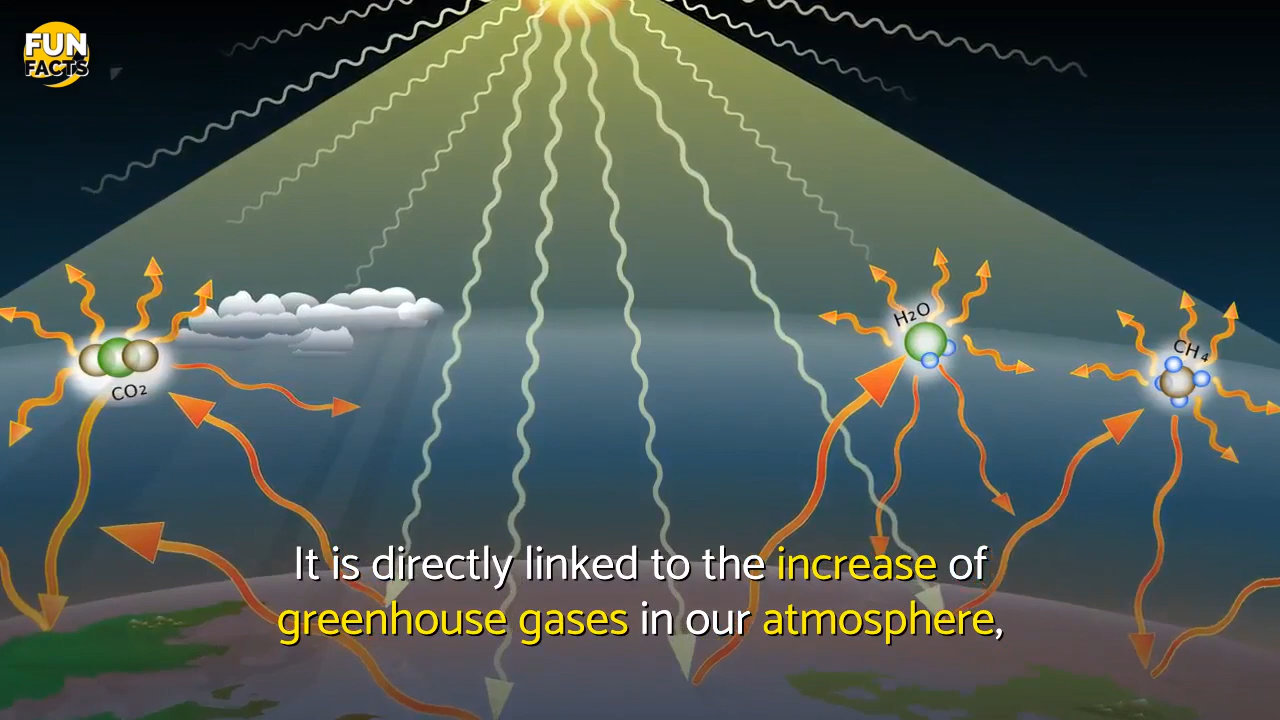 FUN
FACTS
H₂O
CH₄
CO₂
It is directly linked to the increase of
greenhouse gases in our atmosphere,